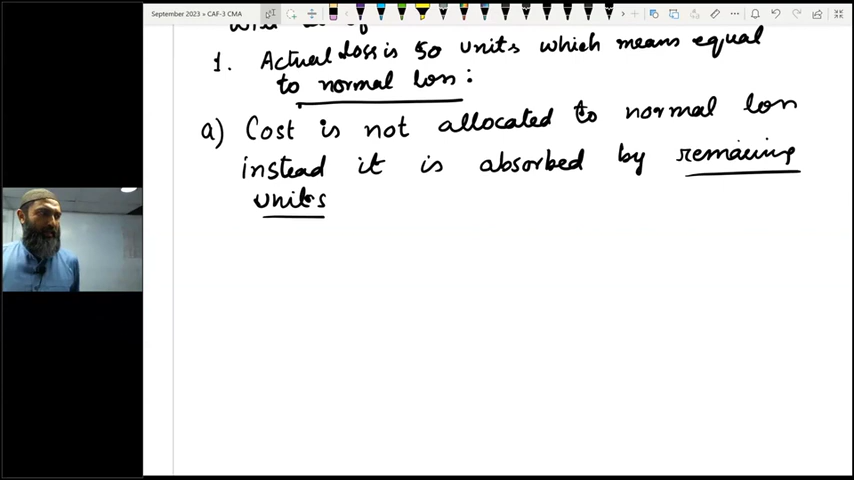 September 2023 » CAF-3 CMA
1. Actual loss is 50 units which means equal
to normal loss:
a) Cost is not allocated to normal loss
instead it is absorbed by remaining
units